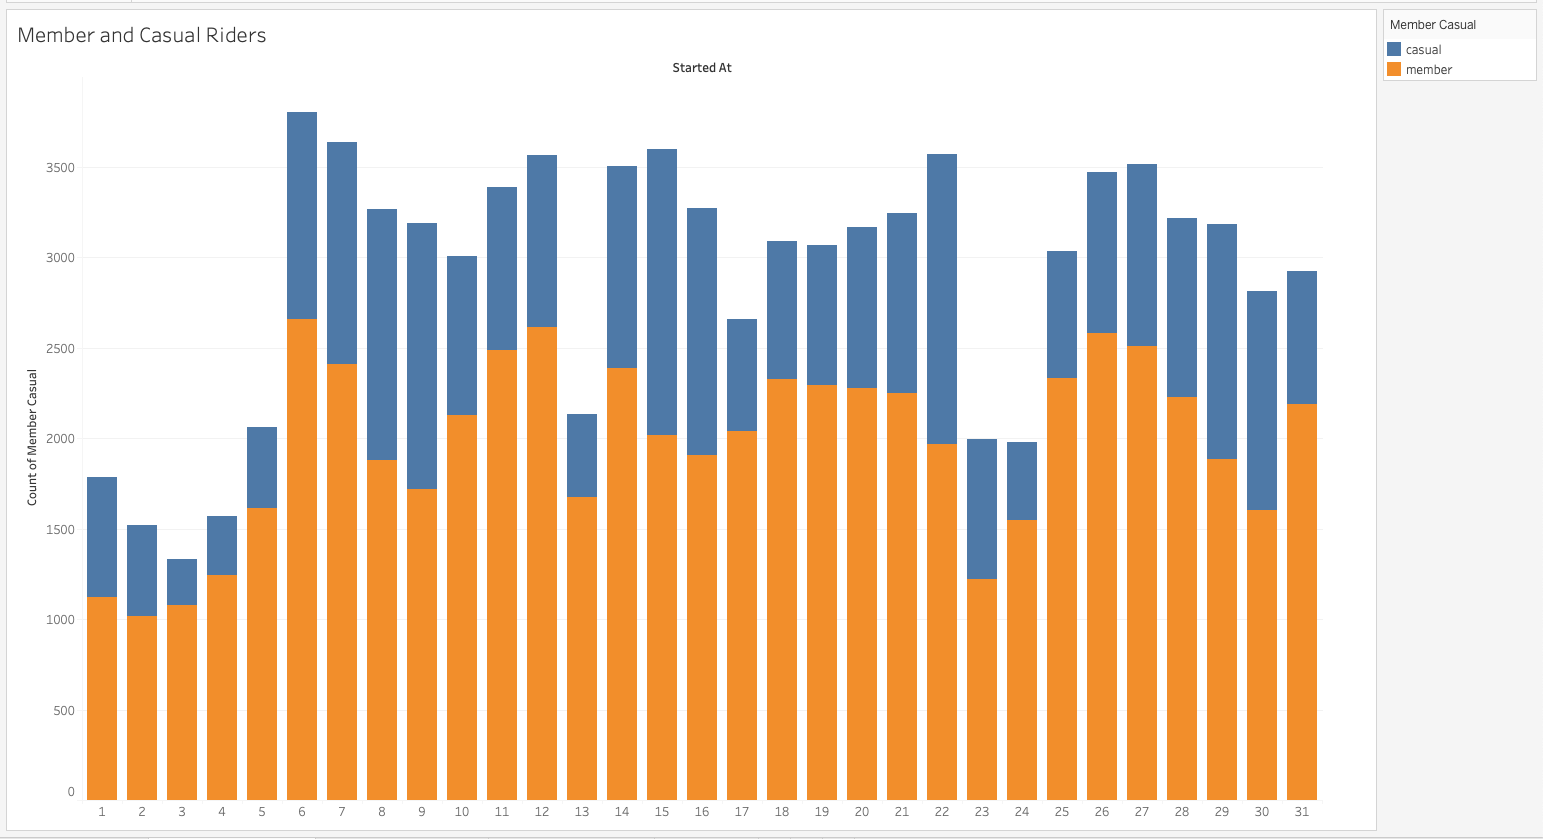 Member and Casual Riders
Member Casual
casual
member
Started At
Count of Member Casual
3500
3000
2500
2000
1500
1000
500
0
1 2 3 4 5 6 7 8 9 10 11 12 13 14 15 16 17 18 19 20 21 22 23 24 25 26 27 28 29 30 31